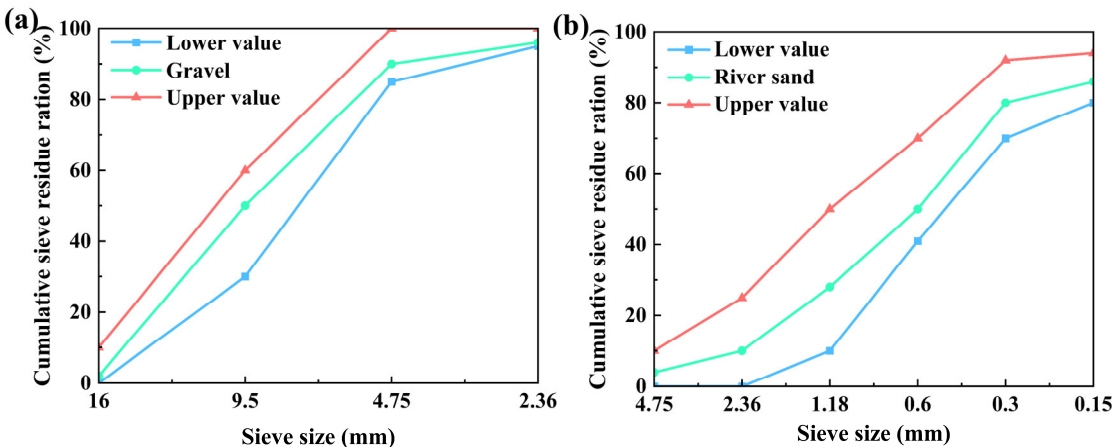 (a)
Cumulative sieve residue ration (%)
100
80
60
40
20
0
Lower value
Gravel
Upper value
16
9.5
4.75
2.36
Sieve size (mm)
(b)
Cumulative sieve residue ration (%)
100
80
60
40
20
0
Lower value
River sand
Upper value
4.75
2.36
1.18
0.6
0.3
0.15
Sieve size (mm)